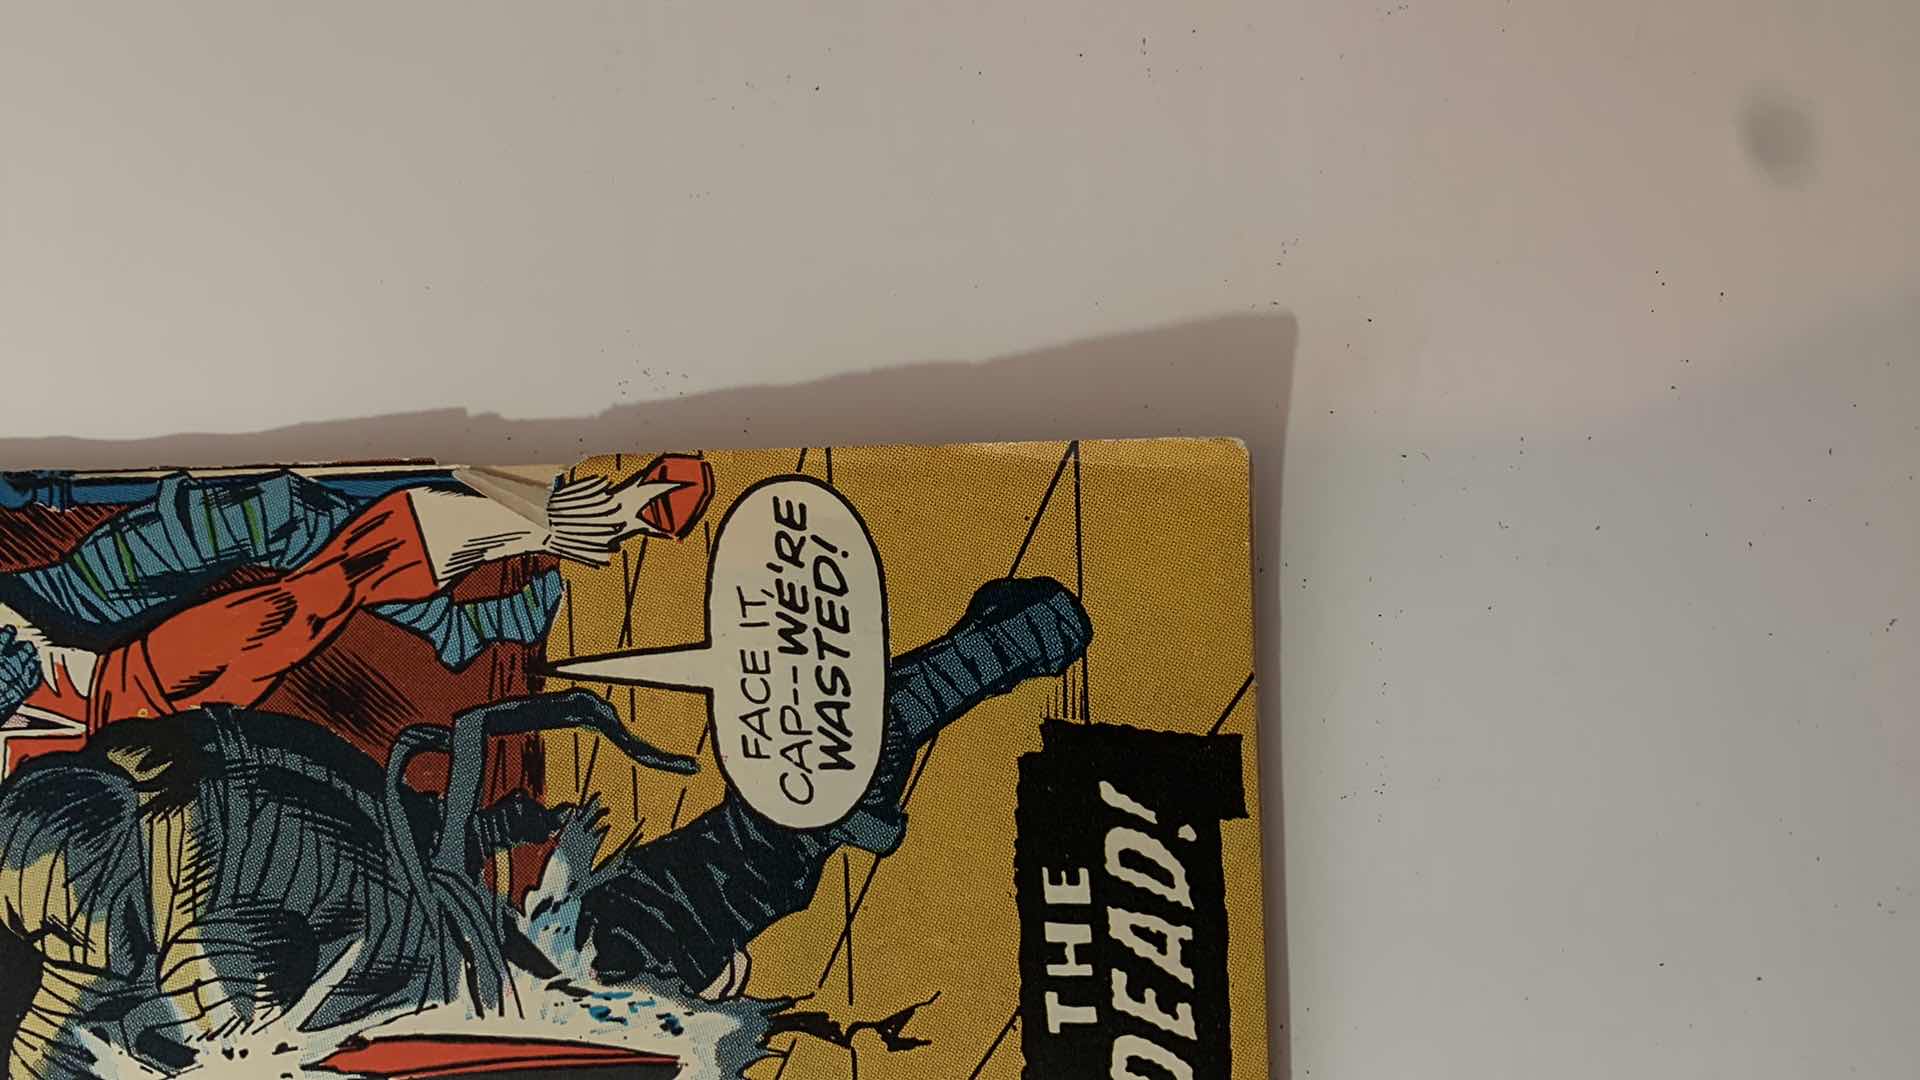 FACE IT,
CAP--WE'RE
WASTED!
THE
DEAD!